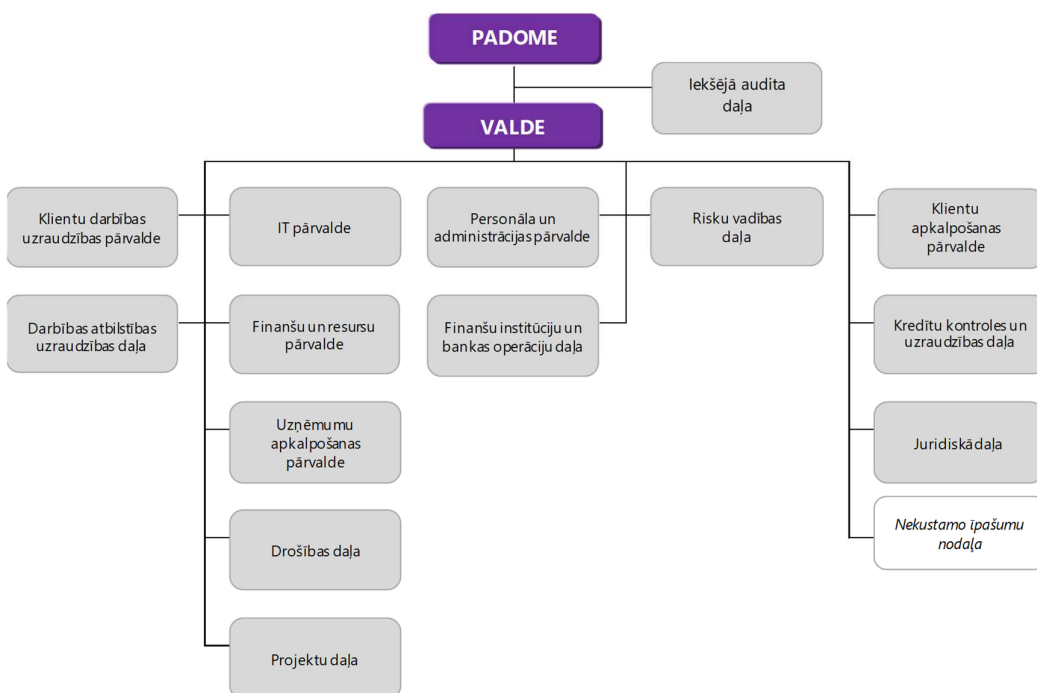 PADOME
Iekšējā audita
daļa
VALDE
Klientu darbības
uzraudzības pārvalde
IT pārvalde
Personāla un
administrācijas pārvalde
Risku vadības
daļa
Klientu
apkalpošanas
pārvalde
Darbības atbilstības
uzraudzības daļa
Finanšu un resursu
pārvalde
Finanšu institūciju un
bankas operāciju daļa
Kredītu kontroles un
uzraudzības daļa
Uzņēmumu
apkalpošanas
pārvalde
Juridiskā daļa
Nekustamo īpašumu
nodaļa
Drošības daļa
Projektu daļa